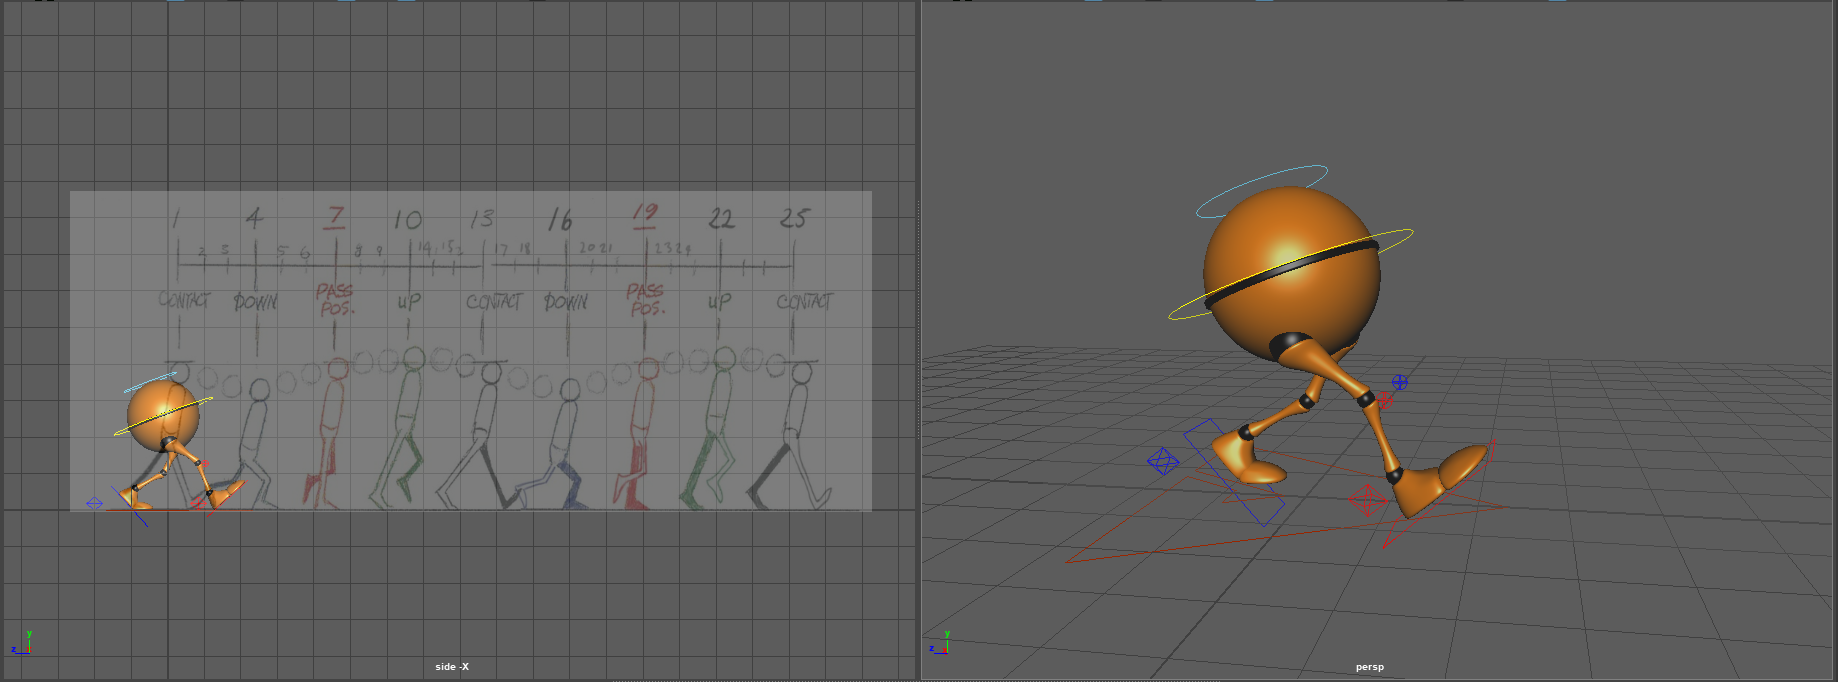 1 4 7 10 13 16 19 22 25
2 3 5 6 8 9 14 15 17 18 20 21 23 24
CONTACT DOWN PASS POS. UP CONTACT DOWN PASS POS. UP CONTACT
y
z
side -X
y
z
persp